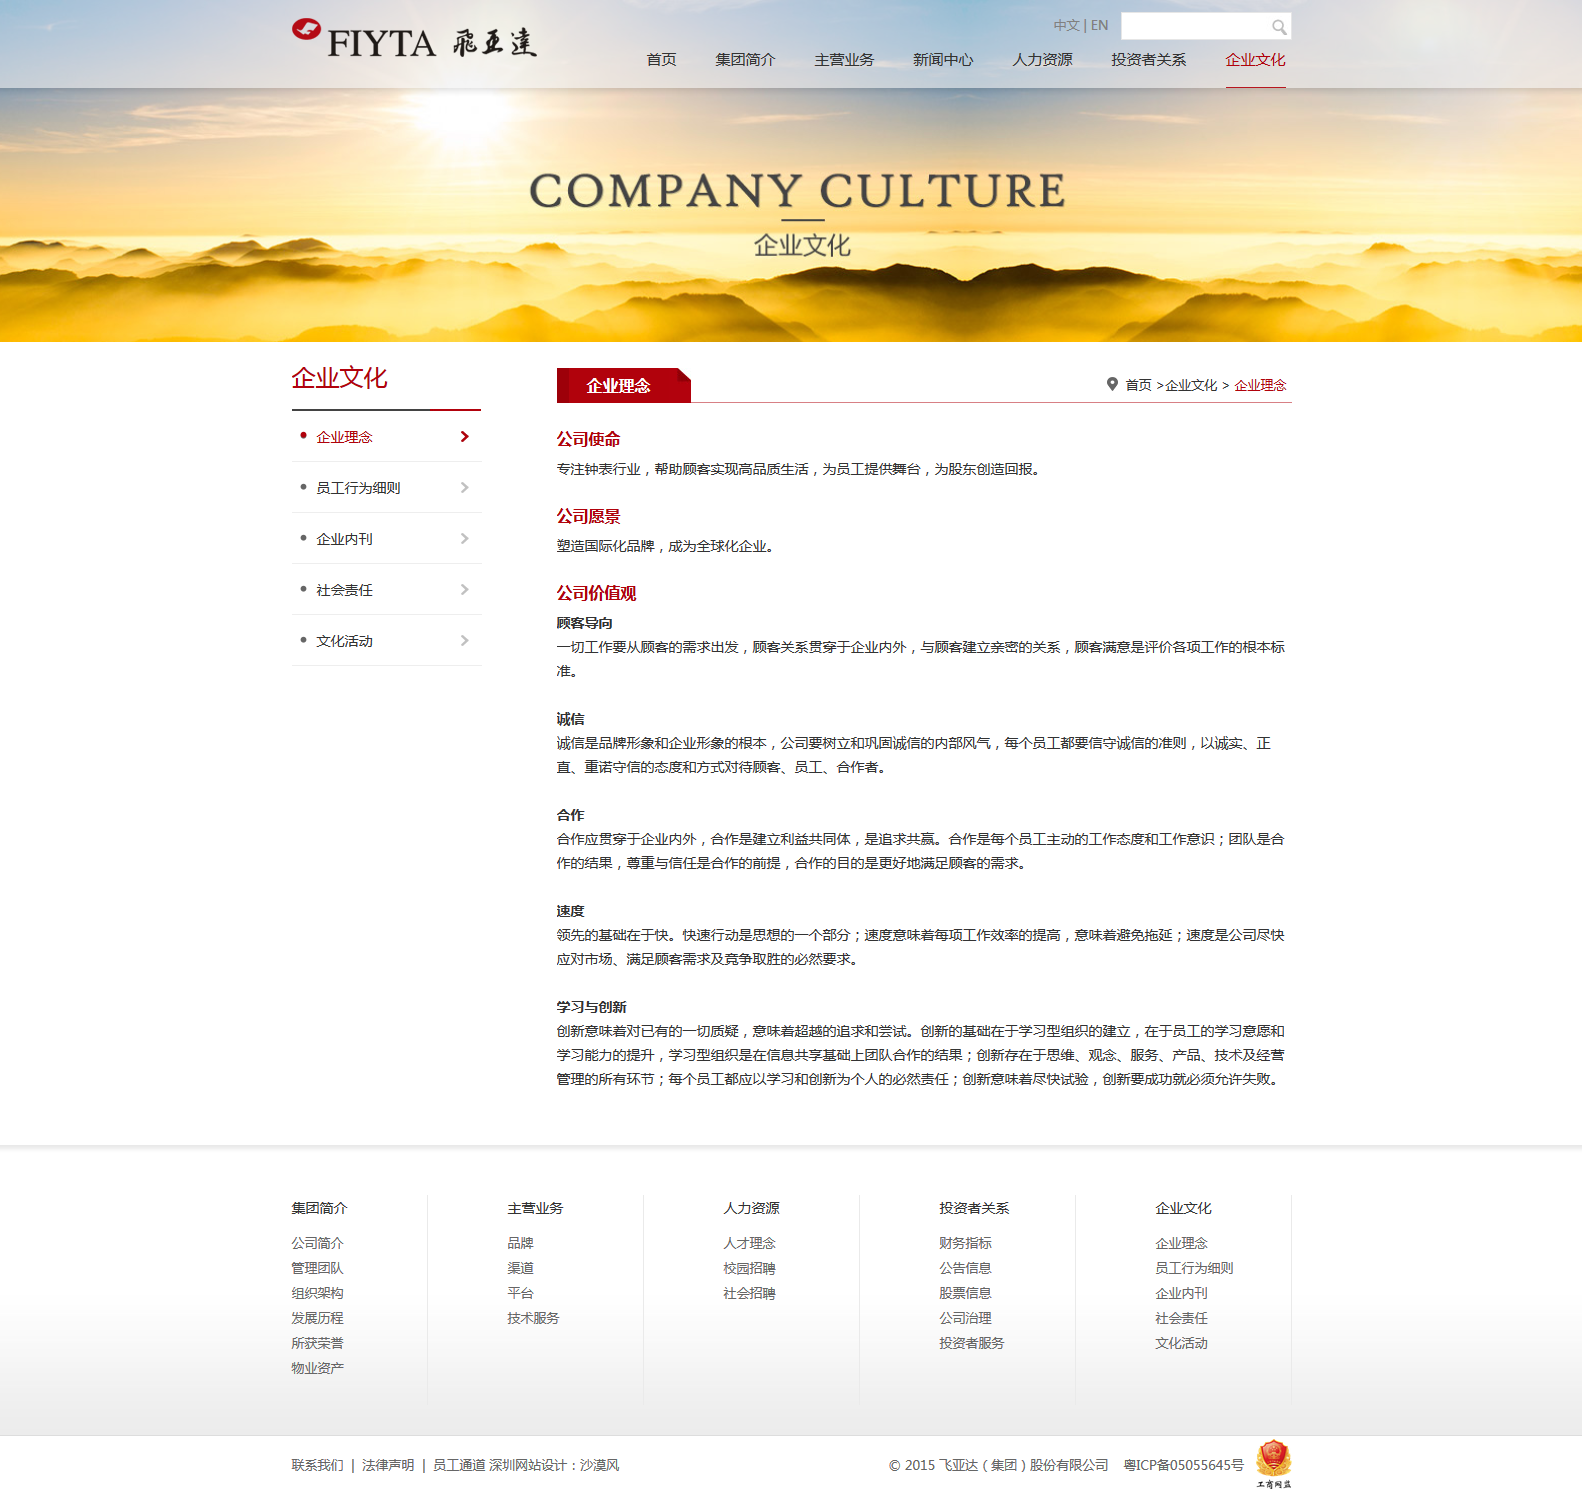 FIYTA 飛亚達
中文 | EN
首页 集团简介 主营业务 新闻中心 人力资源 投资者关系 企业文化
COMPANY CULTURE
企业文化
企业文化
企业理念
员工行为细则
企业内刊
社会责任
文化活动
企业理念
首页 >企业文化 > 企业理念
公司使命
专注钟表行业，帮助顾客实现高品质生活，为员工提供舞台，为股东创造回报。
公司愿景
塑造国际化品牌，成为全球化企业。
公司价值观
顾客导向
一切工作要从顾客的需求出发，顾客关系贯穿于企业内外，与顾客建立亲密的关系，顾客满意是评价各项工作的根本标
准。
诚信
诚信是品牌形象和企业形象的根本，公司要树立和巩固诚信的内部风气，每个员工都要信守诚信的准则，以诚实、正
直、重诺守信的态度和方式对待顾客、员工、合作者。
合作
合作应贯穿于企业内外，合作是建立利益共同体，是追求共赢。合作是每个员工主动的工作态度和工作意识；团队是合
作的结果，尊重与信任是合作的前提，合作的目的是更好地满足顾客的需求。
速度
领先的基础在于快。快速行动是思想的一个部分；速度意味着每项工作效率的提高，意味着避免拖延；速度是公司尽快
应对市场、满足顾客需求及竞争取胜的必然要求。
学习与创新
创新意味着对已有的一切质疑，意味着超越的追求和尝试。创新的基础在于学习型组织的建立，在于员工的学习意愿和
学习能力的提升，学习型组织是在信息共享基础上团队合作的结果；创新存在于思维、观念、服务、产品、技术及经营
管理的所有环节；每个员工都应以学习和创新为个人的必然责任；创新意味着尽快试验，创新要成功就必须允许失败。
集团简介
公司简介
管理团队
组织架构
发展历程
所获荣誉
物业资产
主营业务
品牌
渠道
平台
技术服务
人力资源
人才理念
校园招聘
社会招聘
投资者关系
财务指标
公告信息
股票信息
公司治理
投资者服务
企业文化
企业理念
员工行为细则
企业内刊
社会责任
文化活动
联系我们 | 法律声明 | 员工通道 深圳网站设计：沙漠风
© 2015 飞亚达（集团）股份有限公司 粤ICP备05055645号
工商网监